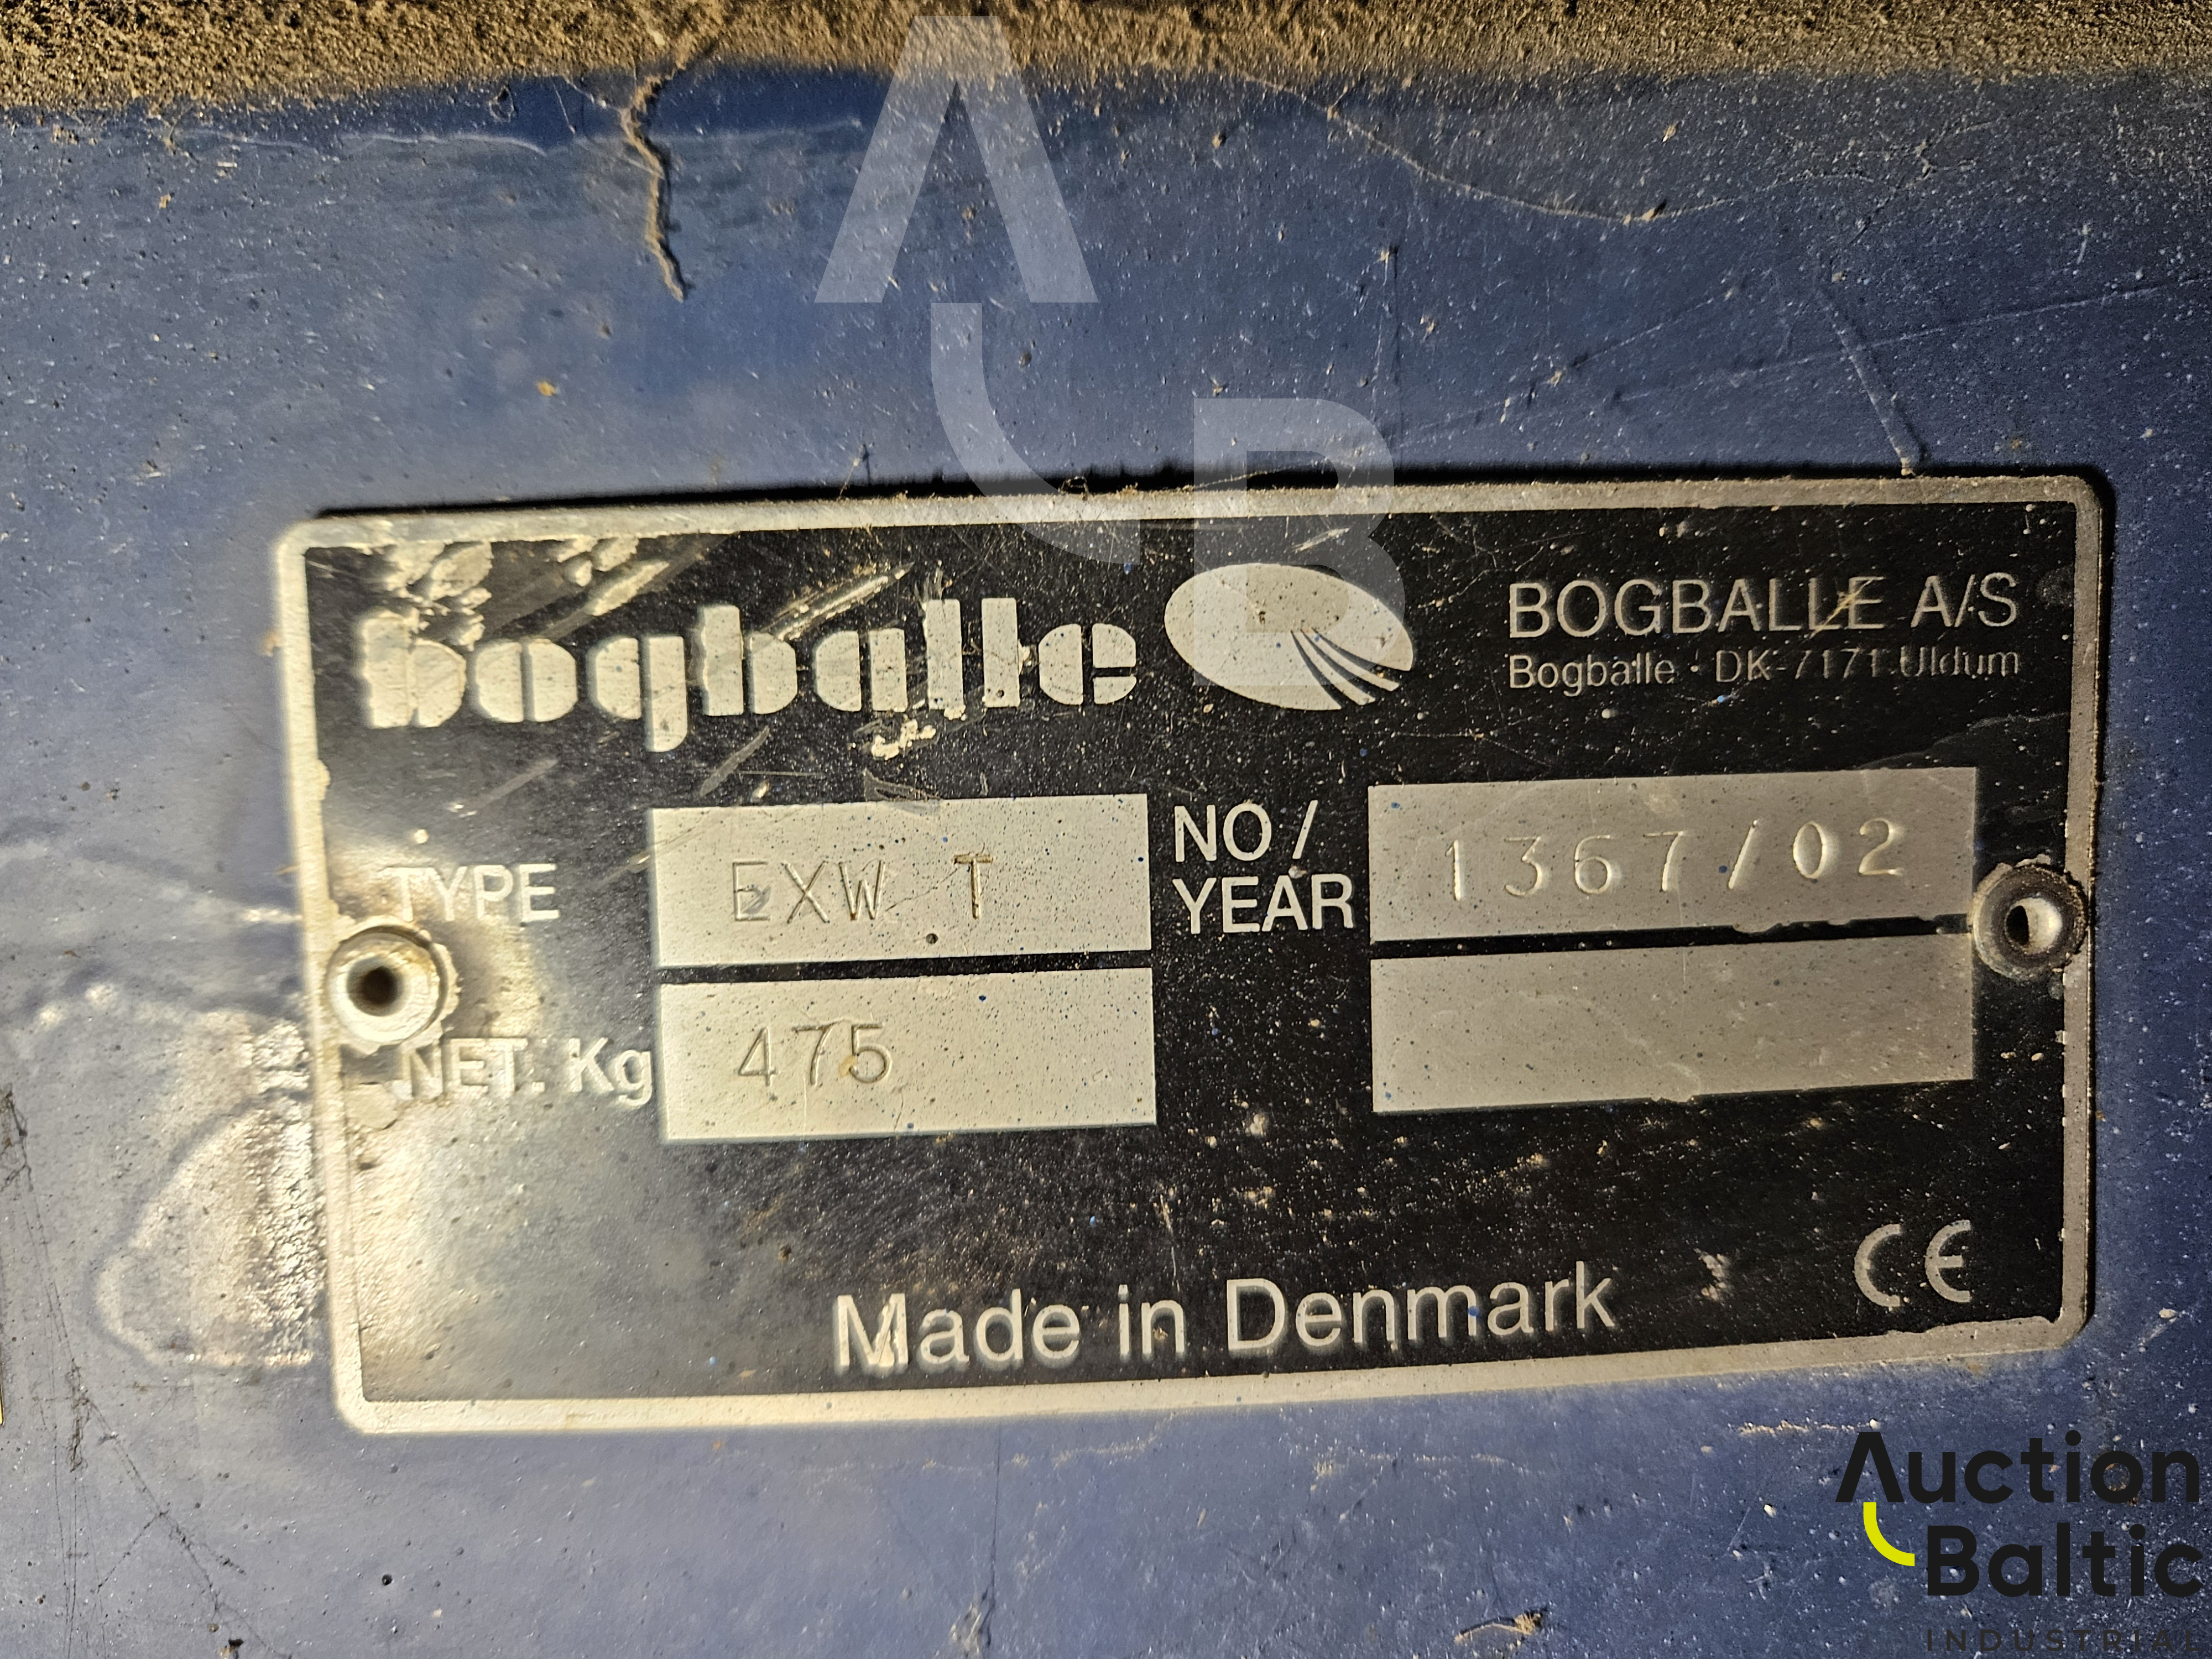 bogballe
BOGBALLE A/S
Bogballe · DK-7171 Uldum
TYPE EXW T
NO / YEAR 1367/02
NET. Kg 475
Made in Denmark
CE
AB
Auction
Baltic
INDUSTRIAL